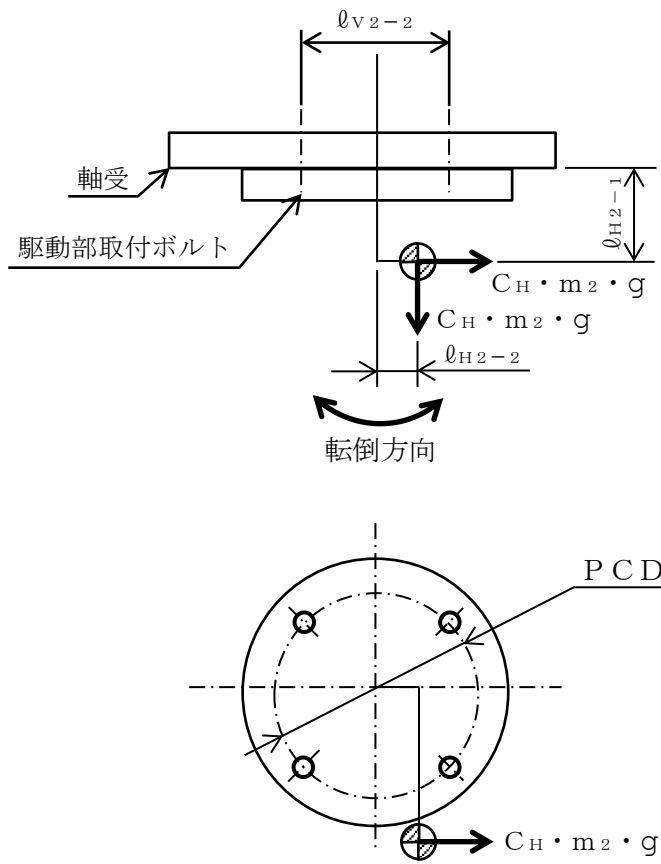 ℓV2-2
軸受
ℓH2-1
駆動部取付ボルト
CH・m2・g
CH・m2・g
ℓH2-2
転倒方向
PCD
CH・m2・g